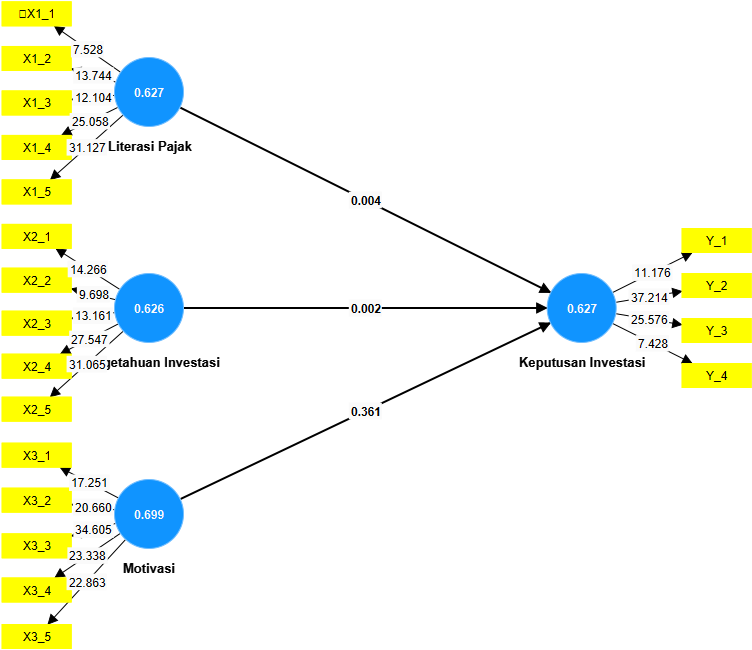 X1_1
7.528
X1_2
13.744
0.627
X1_3
12.104
25.058
X1_4
31.127
Literasi Pajak
X1_5
0.004
X2_1
14.266
X2_2
9.698
0.626
X2_3
13.161
27.547
X2_4
31.065
etahuan Investasi
X2_5
0.002
Y_1
11.176
Y_2
37.214
0.627
25.576
Y_3
7.428
Y_4
Keputusan Investasi
0.361
X3_1
17.251
X3_2
20.660
0.699
34.605
X3_3
23.338
22.863
X3_4
Motivasi
X3_5